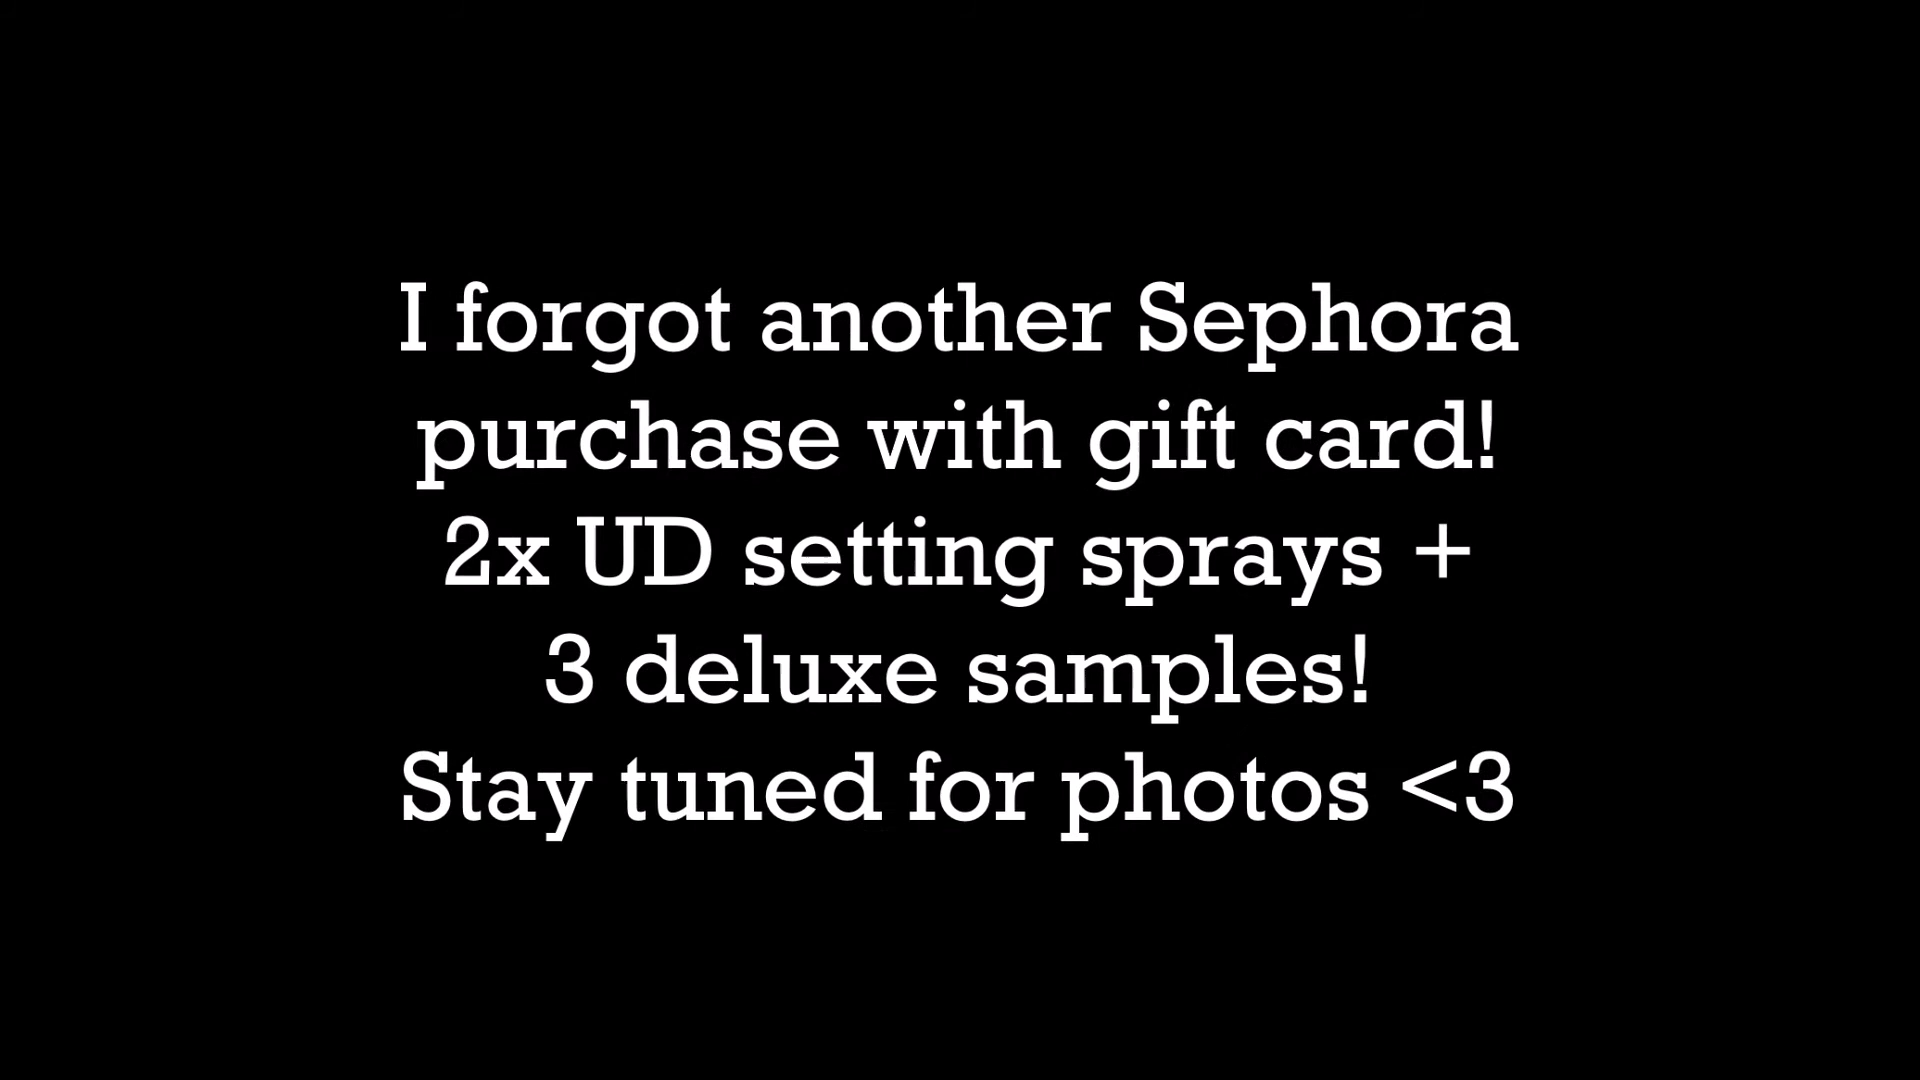 I forgot another Sephora
purchase with gift card!
2x UD setting sprays +
3 deluxe samples!
Stay tuned for photos <3